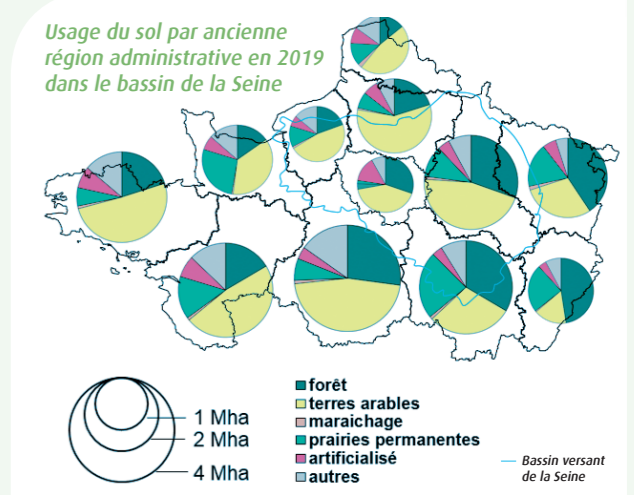 Usage du sol par ancienne
région administrative en 2019
dans le bassin de la Seine
1 Mha
2 Mha
4 Mha
forêt
terres arables
maraichage
prairies permanentes
artificialisé
autres
Bassin versant
de la Seine